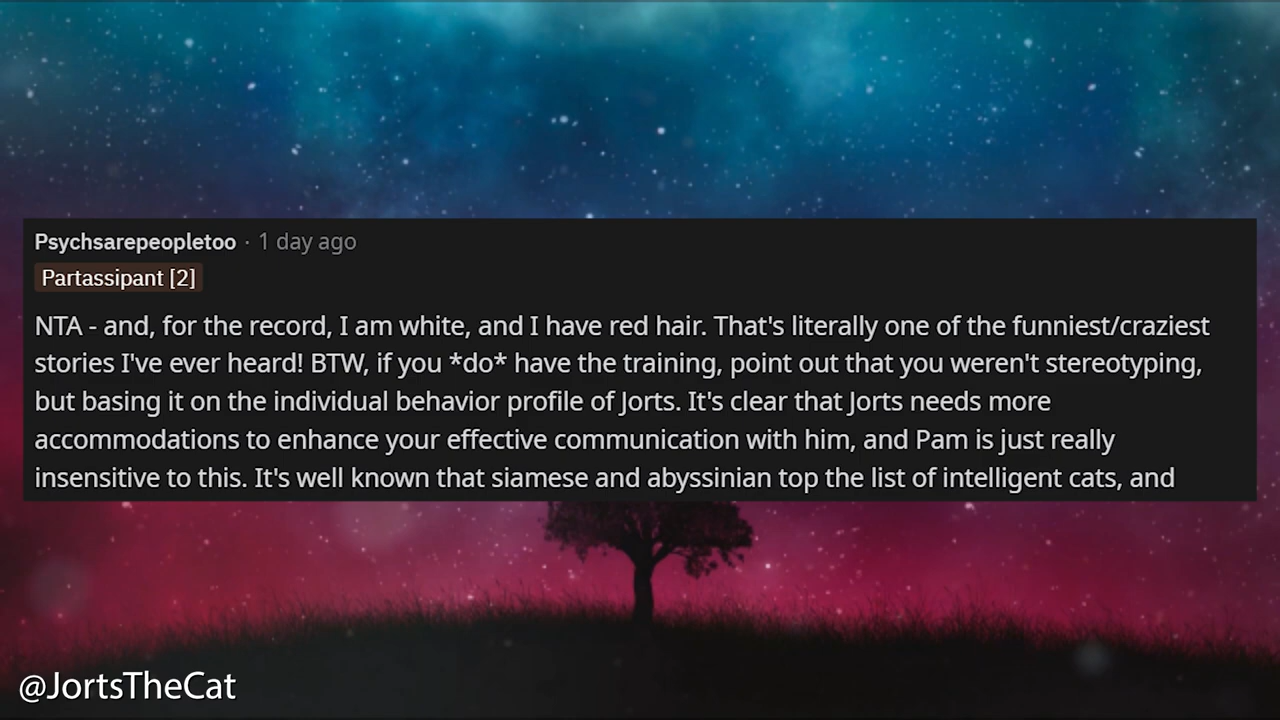 Psychsarepeopletoo · 1 day ago
Partassipant [2]
NTA - and, for the record, I am white, and I have red hair. That's literally one of the funniest/craziest
stories I've ever heard! BTW, if you *do* have the training, point out that you weren't stereotyping,
but basing it on the individual behavior profile of Jorts. It's clear that Jorts needs more
accommodations to enhance your effective communication with him, and Pam is just really
insensitive to this. It's well known that siamese and abyssinian top the list of intelligent cats, and
@JortsTheCat